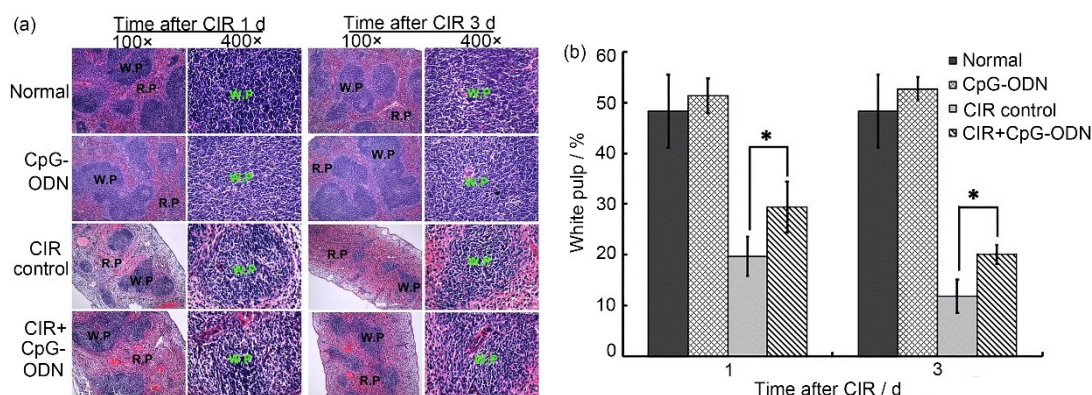 (a)
Time after CIR 1 d
Time after CIR 3 d
100× 400× 100× 400×
Normal
W.P
R.P
W.P
W.P
R.P
W.P
CpG-
ODN
W.P
R.P
W.P
R.P
W.P
W.P
CIR
control
R.P
W.P
W.P
R.P
W.P
W.P
CIR+
CpG-
ODN
W.P
R.P
W.P
W.P
R.P
W.P
(b)
White pulp / %
60
50
40
30
20
10
0
Normal
CpG-ODN
CIR control
CIR+CpG-ODN
*
*
1
3
Time after CIR / d